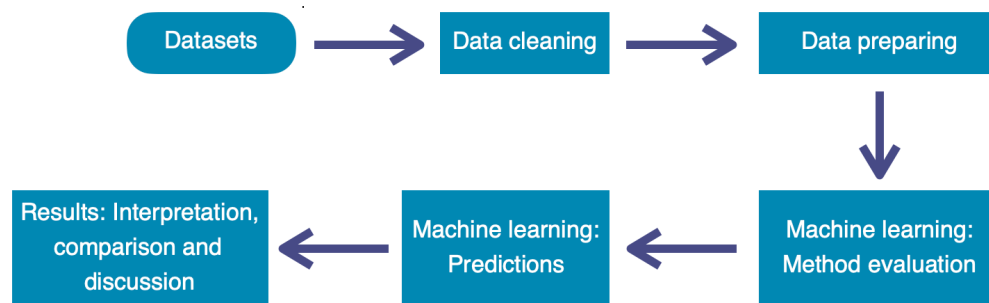 Datasets
Data cleaning
Data preparing
Machine learning:
Method evaluation
Machine learning:
Predictions
Results: Interpretation,
comparison and
discussion